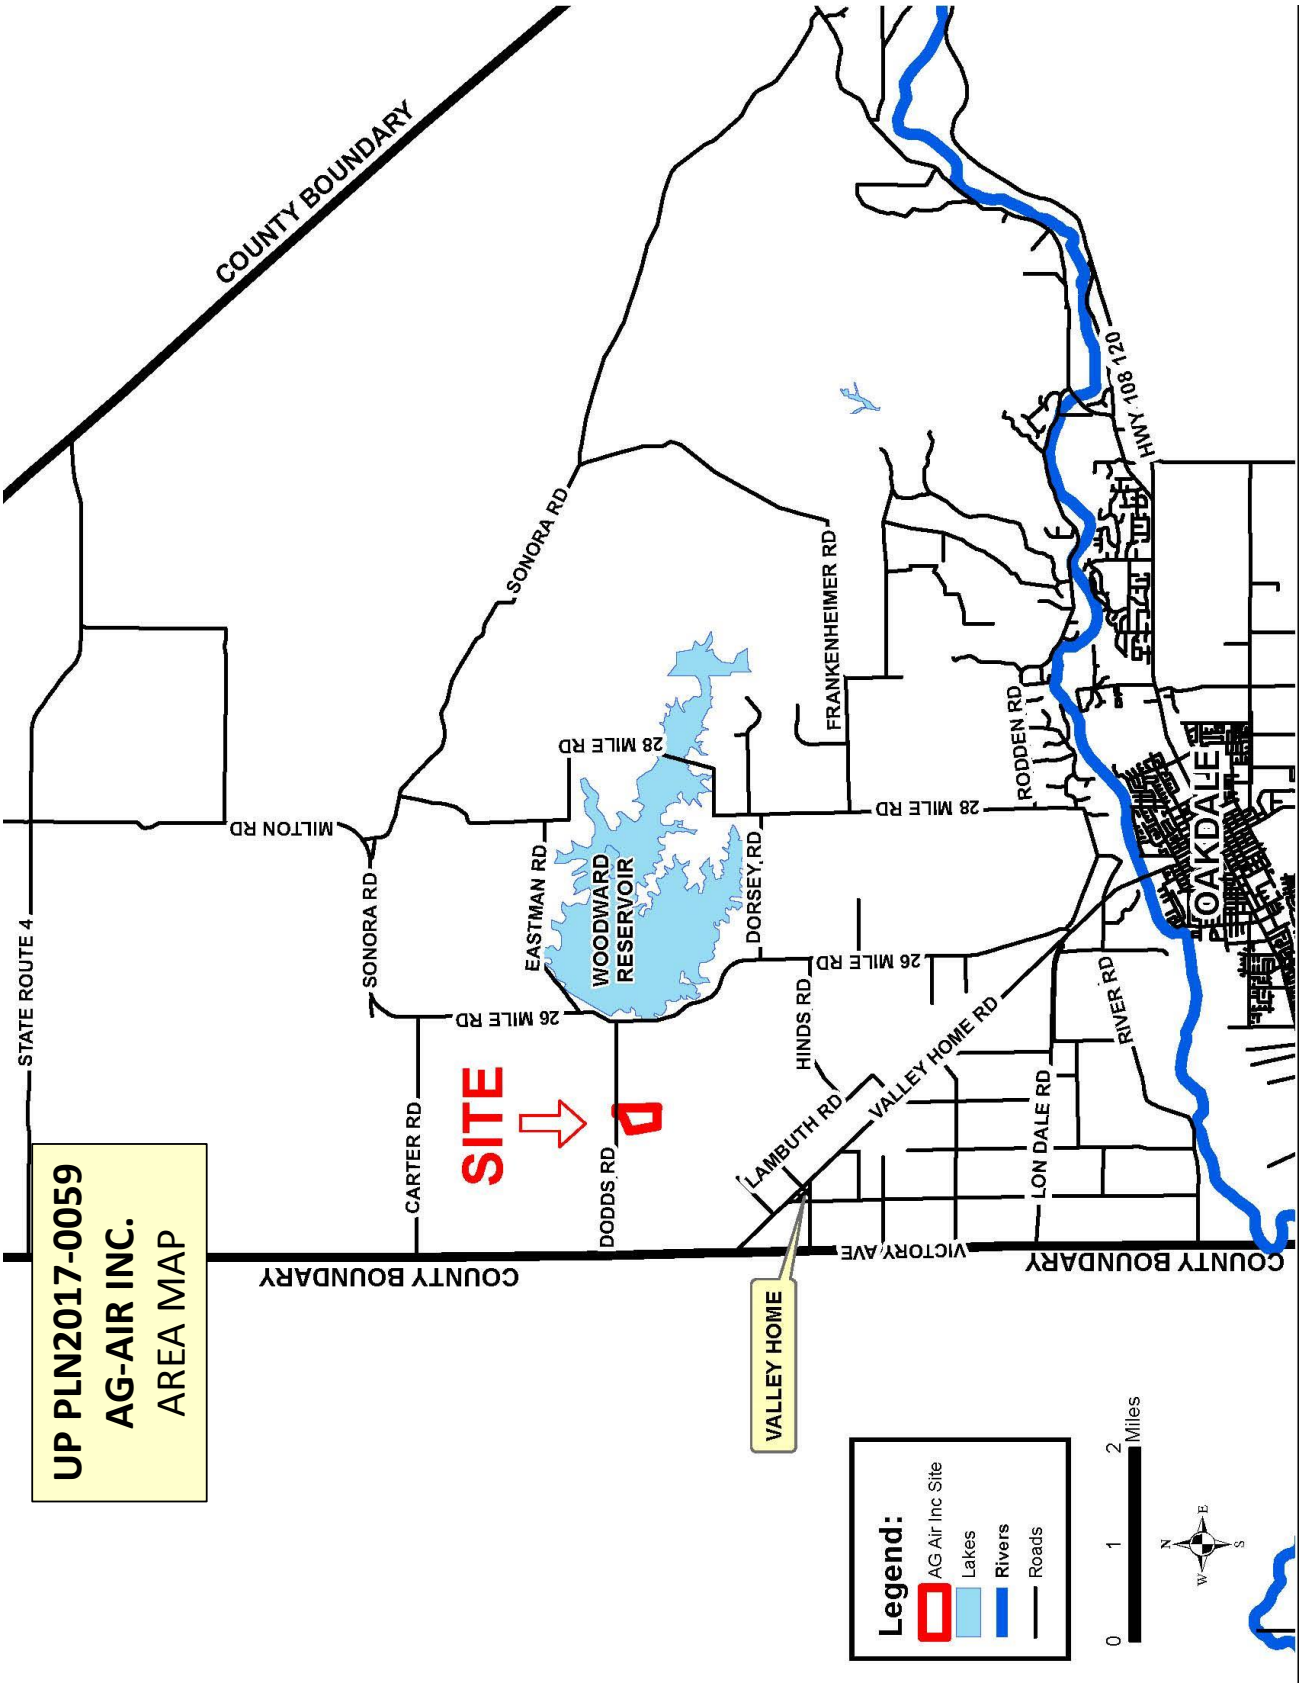 UP PLN2017-0059
AG-AIR INC.
AREA MAP
STATE ROUTE 4
COUNTY BOUNDARY
MILTON RD
SONORA RD
SONORA RD
CARTER RD
26 MILE RD
EASTMAN RD
28 MILE RD
SITE
WOODWARD
RESERVOIR
DODDS RD
DORSEY RD
FRANKENHEIMER RD
28 MILE RD
26 MILE RD
HINDS RD
LAMBUTH RD
VALLEY HOME RD
VALLEY HOME
VICTORY AVE
COUNTY BOUNDARY
COUNTY BOUNDARY
LON DALE RD
RIVER RD
RODDEN RD
HWY 108 120
OAKDALE
Legend:
AG Air Inc Site
Lakes
Rivers
Roads
0 1 2
Miles
N
W E
S